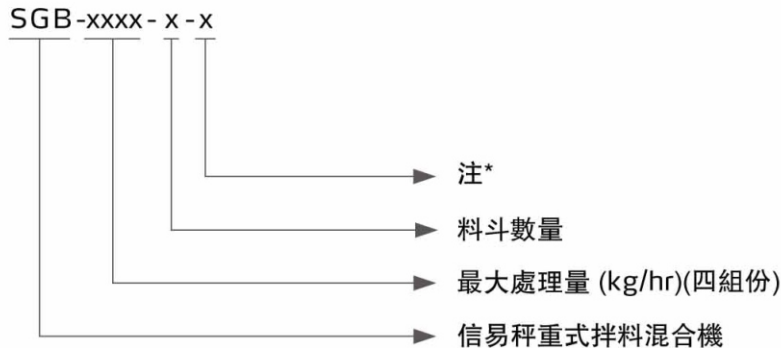 SGB-xxxx- x -x
注*
料斗數量
最大處理量 (kg/hr)(四組份)
信易秤重式拌料混合機